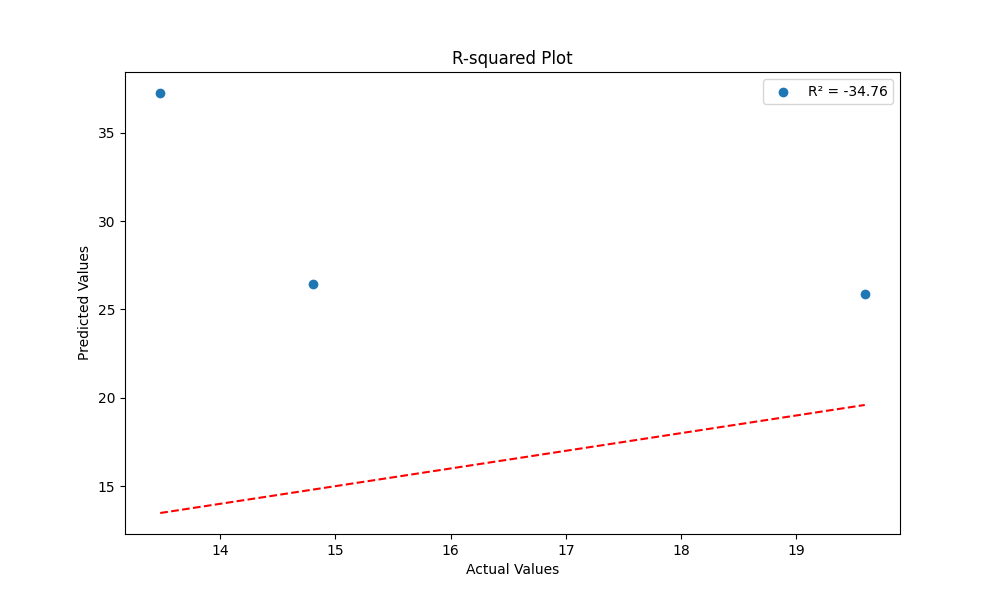 R-squared Plot
R² = -34.76
35
30
25
20
15
Predicted Values
14 15 16 17 18 19
Actual Values